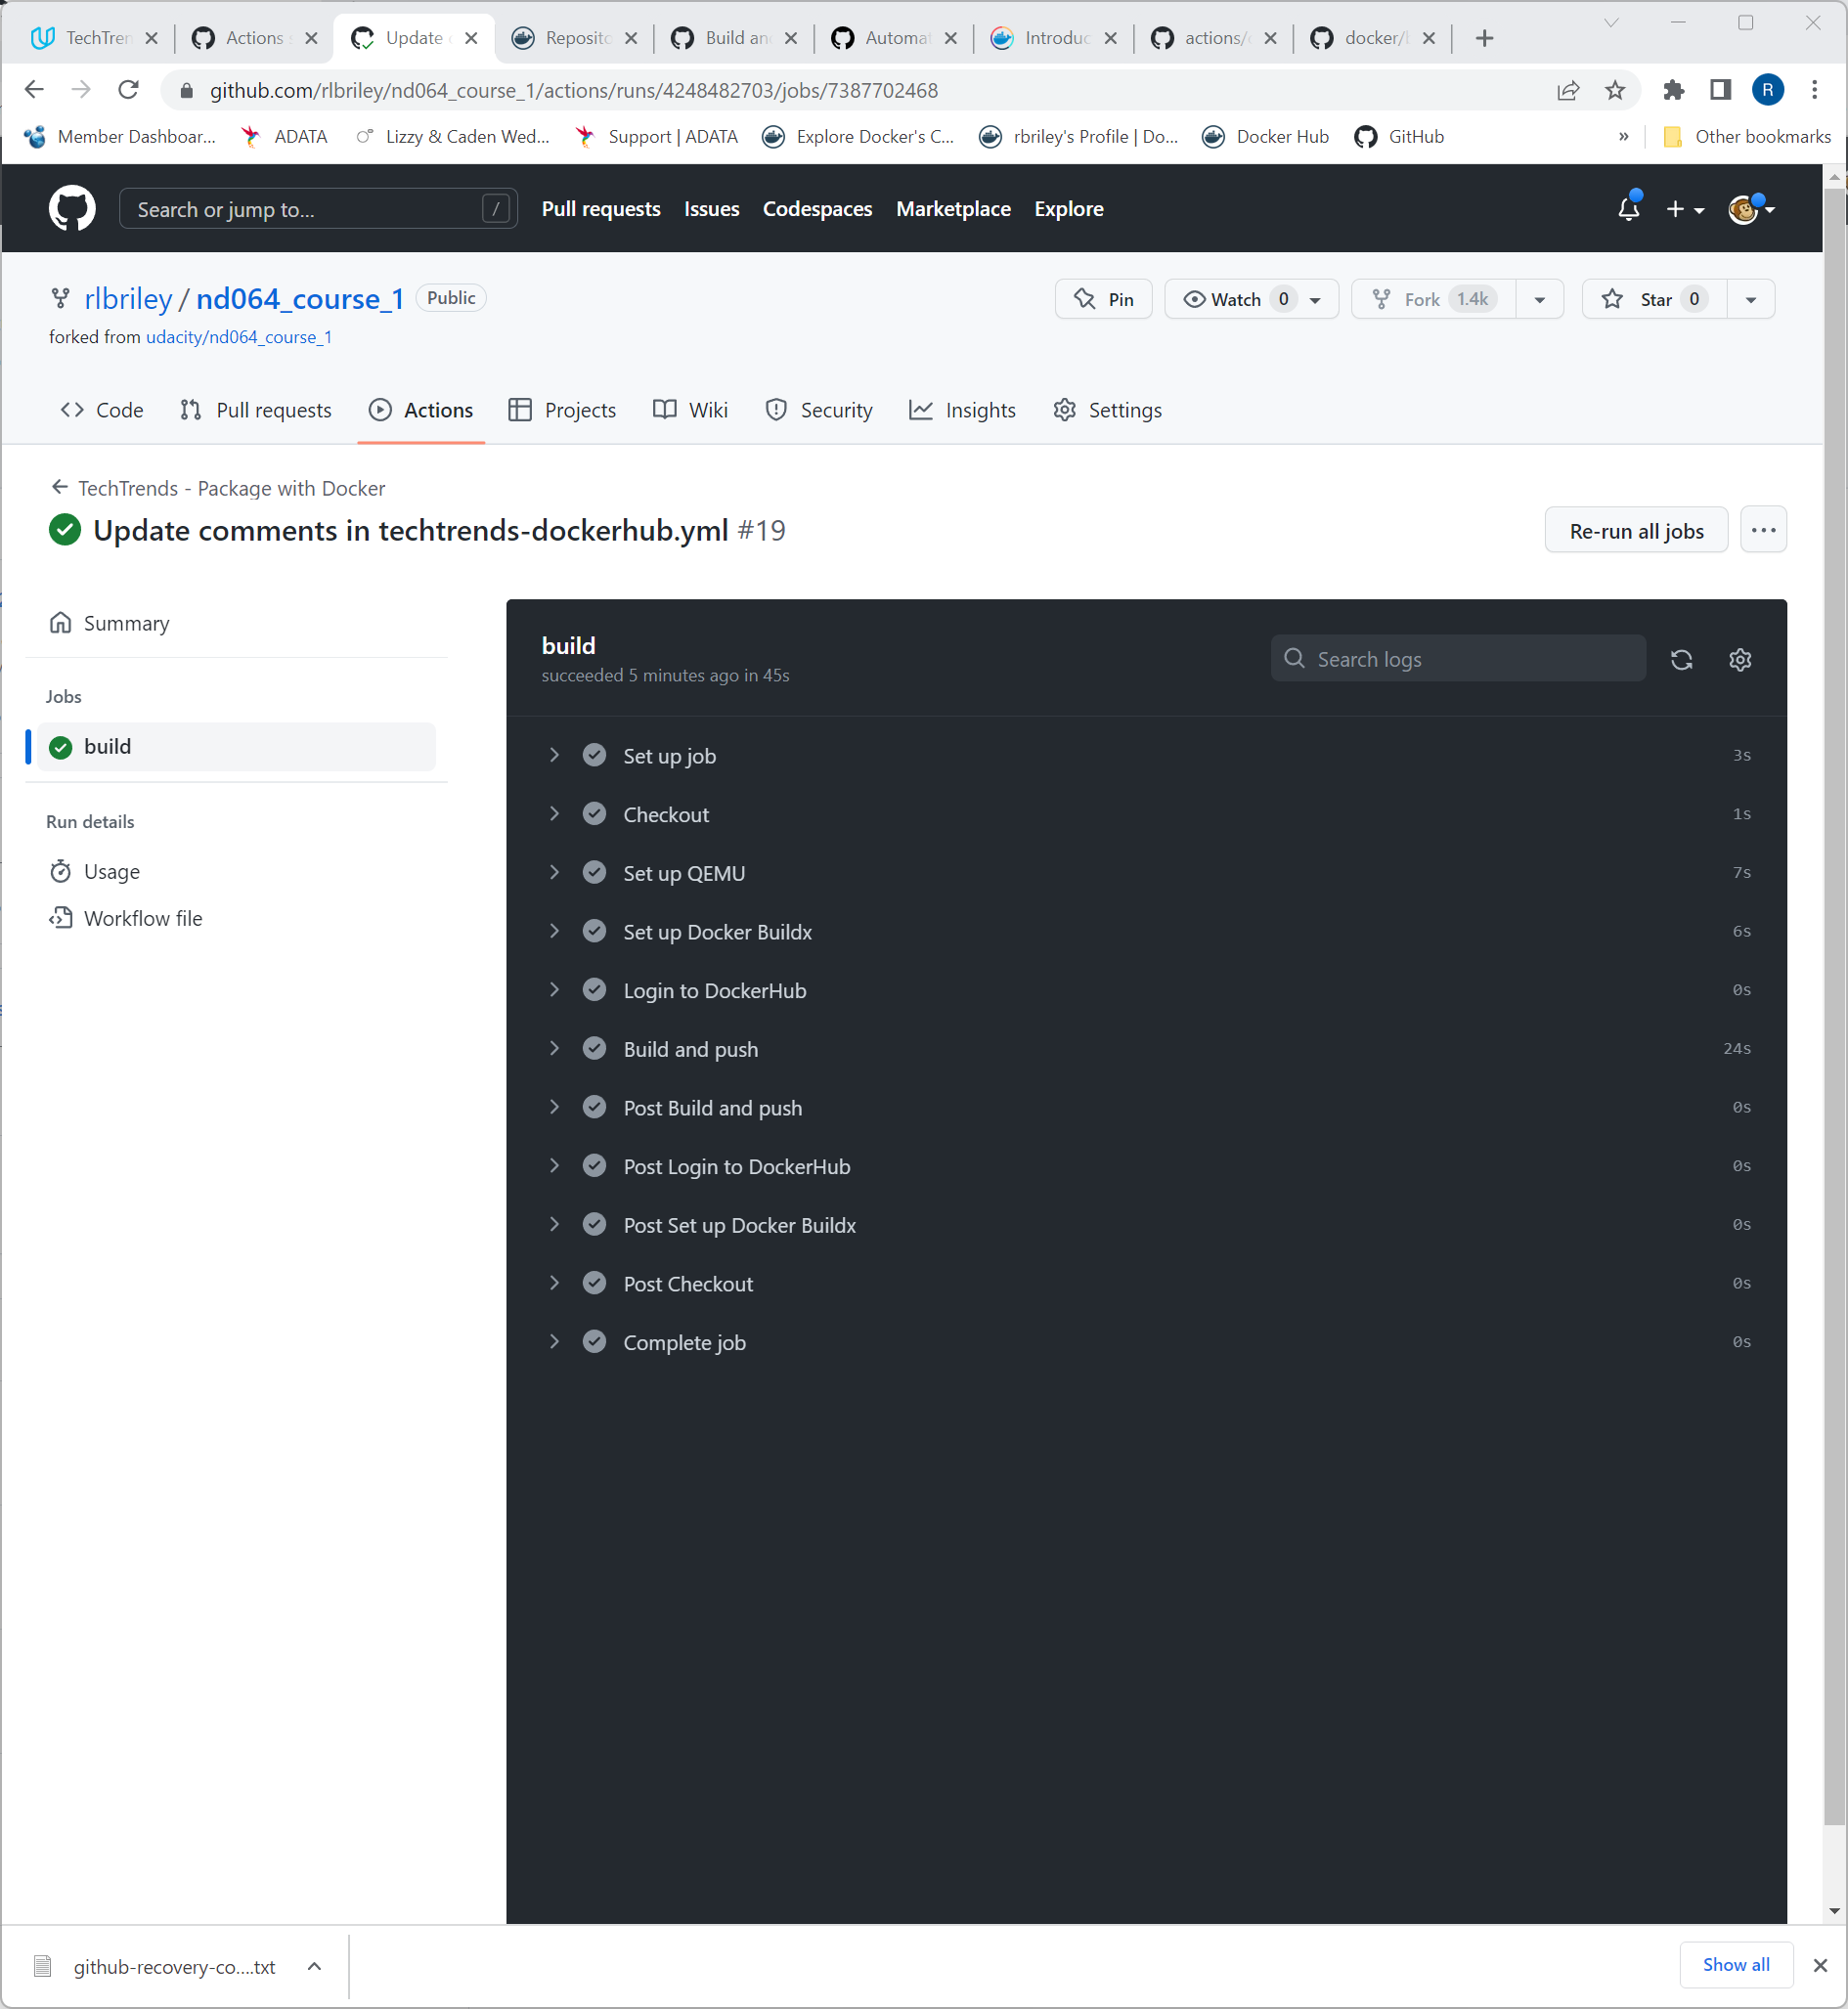 TechTren
Actions
Update
Reposito
Build an
Automat
Introduc
actions/
docker/
github.com/rlbriley/nd064_course_1/actions/runs/4248482703/jobs/7387702468
R
Member Dashboar...
ADATA
Lizzy & Caden Wed...
Support | ADATA
Explore Docker's C...
rbriley's Profile | Do...
Docker Hub
GitHub
»
Other bookmarks
Search or jump to...
/
Pull requests
Issues
Codespaces
Marketplace
Explore
rlbriley / nd064_course_1
Public
Pin
Watch 0
Fork 1.4k
Star 0
forked from udacity/nd064_course_1
Code
Pull requests
Actions
Projects
Wiki
Security
Insights
Settings
TechTrends - Package with Docker
Update comments in techtrends-dockerhub.yml #19
Re-run all jobs
Summary
Jobs
build
Run details
Usage
Workflow file
build
succeeded 5 minutes ago in 45s
Search logs
Set up job 3s
Checkout 1s
Set up QEMU 7s
Set up Docker Buildx 6s
Login to DockerHub 0s
Build and push 24s
Post Build and push 0s
Post Login to DockerHub 0s
Post Set up Docker Buildx 0s
Post Checkout 0s
Complete job 0s
github-recovery-co....txt
Show all